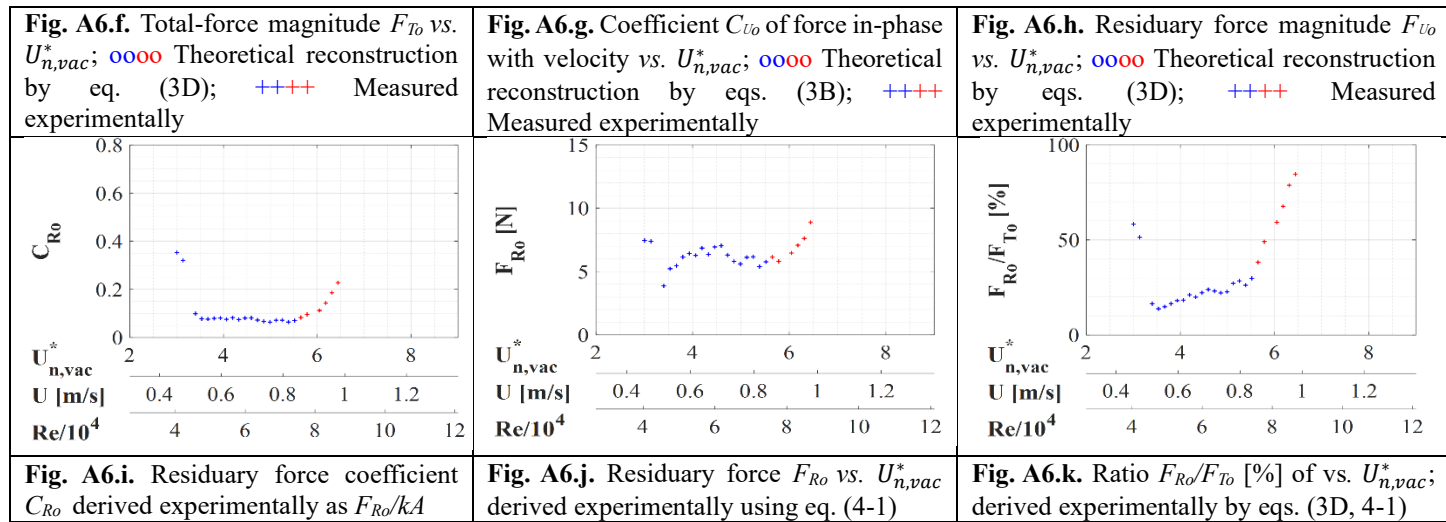 Fig. A6.f. Total-force magnitude F_To vs.
U*_n,vac; oooo Theoretical reconstruction
by eq. (3D); ++++ Measured
experimentally
Fig. A6.g. Coefficient C_Uo of force in-phase
with velocity vs. U*_n,vac; oooo Theoretical
reconstruction by eqs. (3B); ++++
Measured experimentally
Fig. A6.h. Residuary force magnitude F_Uo
vs. U*_n,vac; oooo Theoretical reconstruction
by eqs. (3D); ++++ Measured
experimentally
C_Ro
0.8
0.6
0.4
0.2
0
2 4 6 8
U*_n,vac
U [m/s] 0.4 0.6 0.8 1 1.2
Re/10^4 4 6 8 10 12
F_Ro [N]
15
10
5
0
2 4 6 8
U*_n,vac
U [m/s] 0.4 0.6 0.8 1 1.2
Re/10^4 4 6 8 10 12
F_Ro/F_To [%]
100
50
0
2 4 6 8
U*_n,vac
U [m/s] 0.4 0.6 0.8 1 1.2
Re/10^4 4 6 8 10 12
Fig. A6.i. Residuary force coefficient
C_Ro derived experimentally as F_Ro/kA
Fig. A6.j. Residuary force F_Ro vs. U*_n,vac
derived experimentally using eq. (4-1)
Fig. A6.k. Ratio F_Ro/F_To [%] of vs. U*_n,vac;
derived experimentally by eqs. (3D, 4-1)